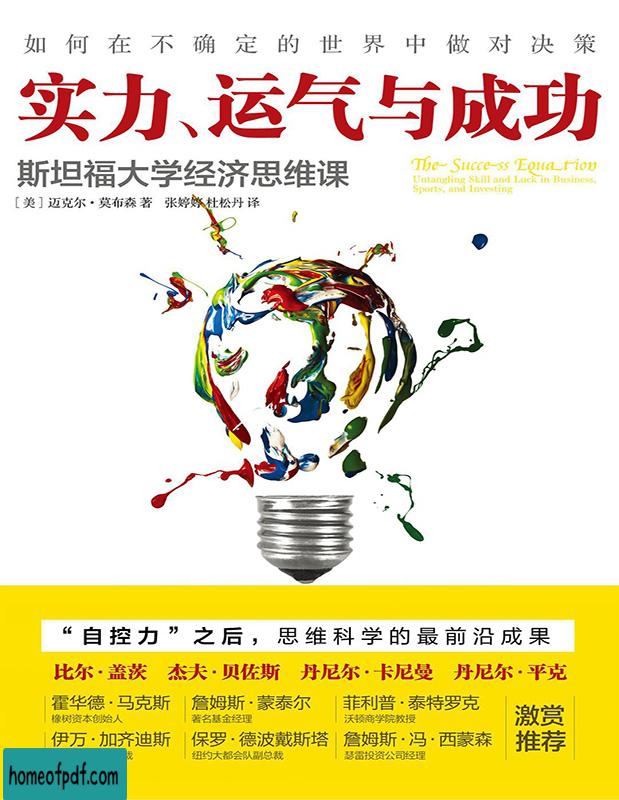 如何在不确定的世界中做对决策
实力、运气与成功
斯坦福大学经济思维课
The Success Equation
Untangling Skill and Luck in Business,
Sports, and Investing
[美]迈克尔·莫布森 著 张婷婷 杜松丹 译
“自控力”之后，思维科学的最前沿成果
比尔·盖茨 杰夫·贝佐斯 丹尼尔·卡尼曼 丹尼尔·平克
霍华德·马克斯 詹姆斯·蒙泰尔 菲利普·泰特罗克
橡树资本创始人 著名基金经理 沃顿商学院教授
激赏
推荐
伊万·加齐迪斯 保罗·德波戴斯塔 詹姆斯·冯·西蒙森
裁 纽约大都会队副总裁 瑟雷投资公司经理
homeofpdf.com